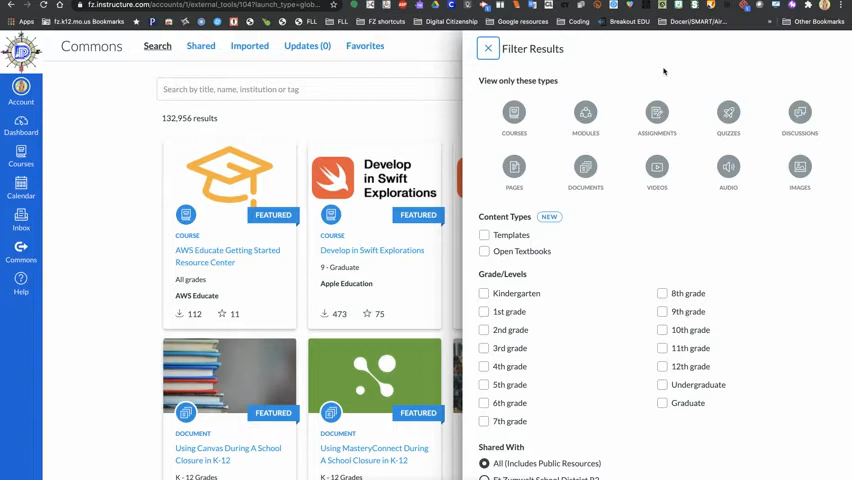 fz.instructure.com/accounts/1/external_tools/104?launch_type=glob...
Apps
fz.k12.mo.us Bookmarks
FLL
FLL
FZ shortcuts
Digital Citizenship
Google resources
Coding
Breakout EDU
Doceri/SMART/Air...
Other Bookmarks
Account
Dashboard
Courses
Calendar
Inbox
Commons
Help
Commons
Search
Shared
Imported
Updates (0)
Favorites
Search by title, name, institution or tag
132,956 results
FEATURED
COURSE
AWS Educate Getting Started
Resource Center
All grades
AWS Educate
112
11
Develop
in Swift
Explorations
FEATURED
COURSE
Develop in Swift Explorations
9 - Graduate
Apple Education
473
75
FEATURED
DOCUMENT
Using Canvas During A School
Closure in K-12
K - 12 Grades
FEATURED
DOCUMENT
Using MasteryConnect During
A School Closure in K-12
K - 12 Grades
Filter Results
View only these types
COURSES
MODULES
ASSIGNMENTS
QUIZZES
DISCUSSIONS
PAGES
DOCUMENTS
VIDEOS
AUDIO
IMAGES
Content Types NEW
Templates
Open Textbooks
Grade/Levels
Kindergarten
1st grade
2nd grade
3rd grade
4th grade
5th grade
6th grade
7th grade
8th grade
9th grade
10th grade
11th grade
12th grade
Undergraduate
Graduate
Shared With
All (Includes Public Resources)